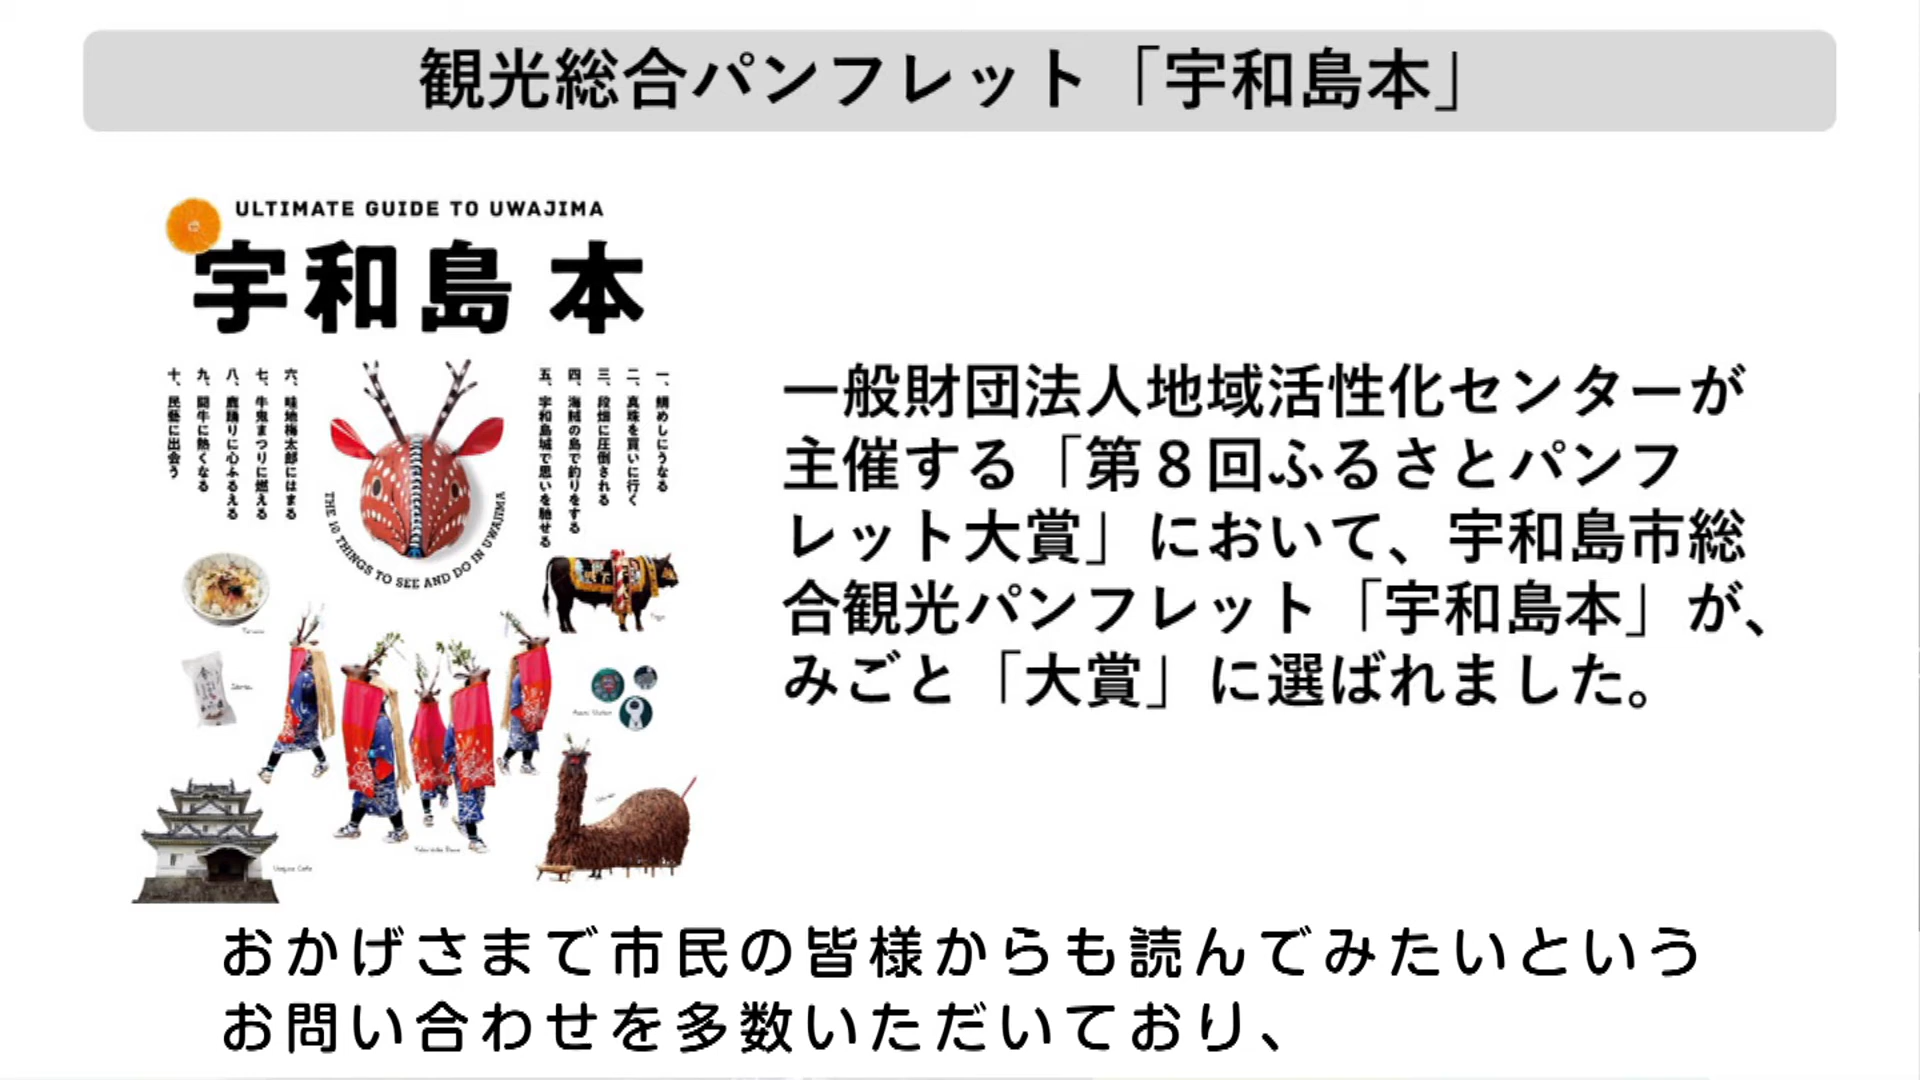 観光総合パンフレット「宇和島本」
ULTIMATE GUIDE TO UWAJIMA
宇和島 本
一、鯛めしにうなる
二、真珠を買いに行く
三、段畑に圧倒される
四、海賊の島で釣りをする
五、宇和島城で思いを馳せる
六、畦地梅太郎にはまる
七、牛鬼まつりに燃える
八、鹿踊りに心ふるえる
九、闘牛に熱くなる
十、民藝に出会う
THE 10 THINGS TO SEE AND DO IN UWAJIMA
一般財団法人地域活性化センターが
主催する「第８回ふるさとパンフ
レット大賞」において、宇和島市総
合観光パンフレット「宇和島本」が、
みごと「大賞」に選ばれました。
おかげさまで市民の皆様からも読んでみたいという
お問い合わせを多数いただいており、